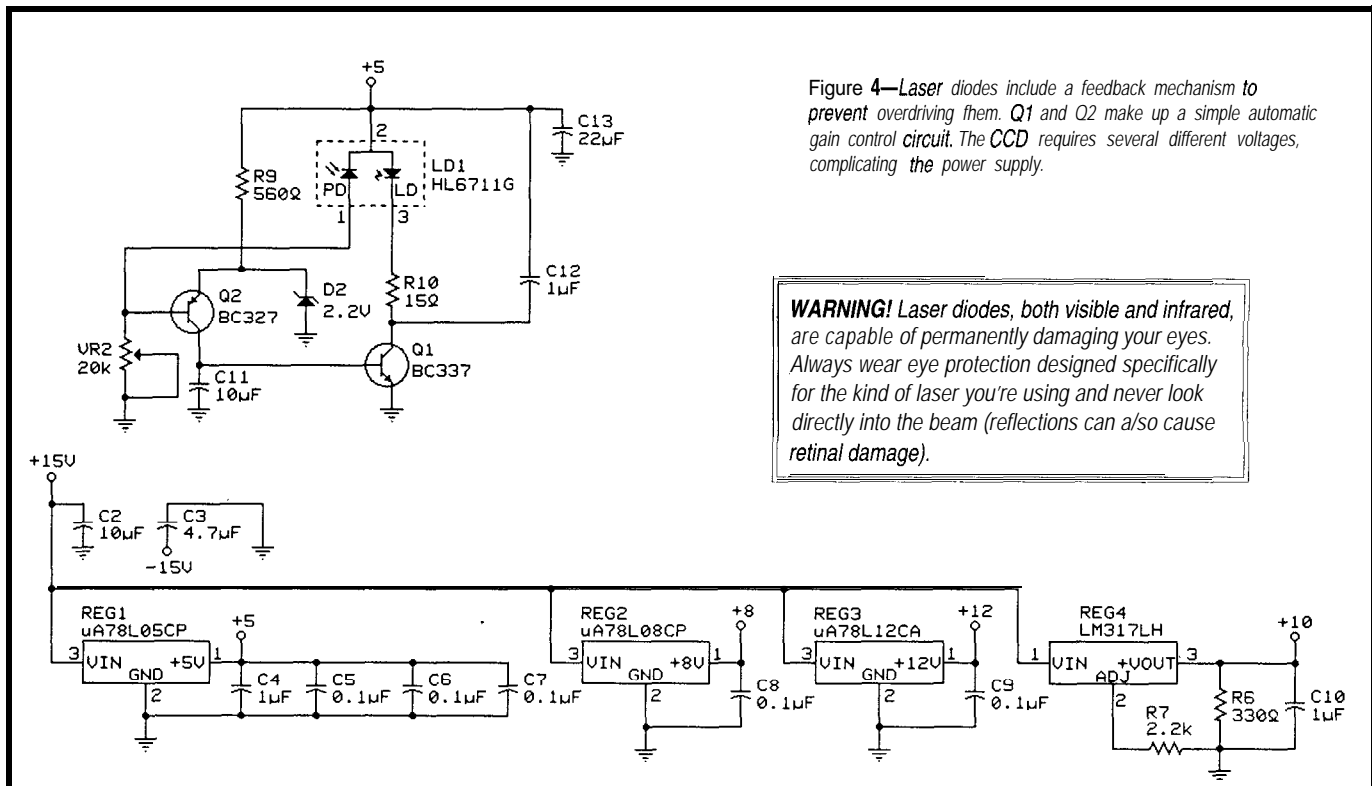 Figure 4—Laser diodes include a feedback mechanism to
prevent overdriving fhem. Q1 and Q2 make up a simple automatic
gain control circuit. The CCD requires several different voltages,
complicating the power supply.
+5
2
C13
22µF
R9
560Ω
PD
LD
LD1
HL6711G
1
3
R10
15Ω
C12
1µF
Q2
BC327
D2
2.2V
VR2
20k
C11
10µF
Q1
BC337
WARNING! Laser diodes, both visible and infrared,
are capable of permanently damaging your eyes.
Always wear eye protection designed specifically
for the kind of laser you're using and never look
directly into the beam (reflections can a/so cause
retinal damage).
+15V
C2
10µF
C3
4.7µF
-15V
REG1
uA78L05CP
+5
3
VIN
+5V
1
GND
2
C4
1µF
C5
0.1µF
C6
0.1µF
C7
0.1µF
REG2
uA78L08CP
+8
3
VIN
+8V
1
GND
2
C8
0.1µF
REG3
uA78L12CA
+12
3
VIN
+12V
1
GND
2
C9
0.1µF
REG4
LM317LH
+10
1
VIN
+VOUT
3
ADJ
2
R7
2.2k
R6
330Ω
C10
1µF